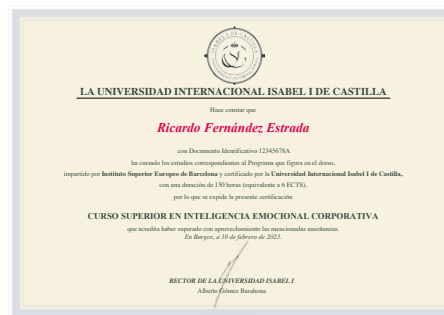 LA UNIVERSIDAD INTERNACIONAL ISABEL I DE CASTILLA
Hace constar que
Ricardo Fernández Estrada
con Documento Identificativo 12345678A
ha cursado los estudios correspondientes al Programa que figura en el dorso,
impartido por Instituto Superior Europeo de Barcelona y certificado por la Universidad Internacional Isabel I de Castilla,
con una duración de 150 horas (equivalente a 6 ECTS),
por lo que se expide la presente certificación
CURSO SUPERIOR EN INTELIGENCIA EMOCIONAL CORPORATIVA
que acredita haber superado con aprovechamiento las mencionadas enseñanzas.
En Burgos, a 10 de febrero de 2023.
RECTOR DE LA UNIVERSIDAD ISABEL I
Alberto Gómez Barahona